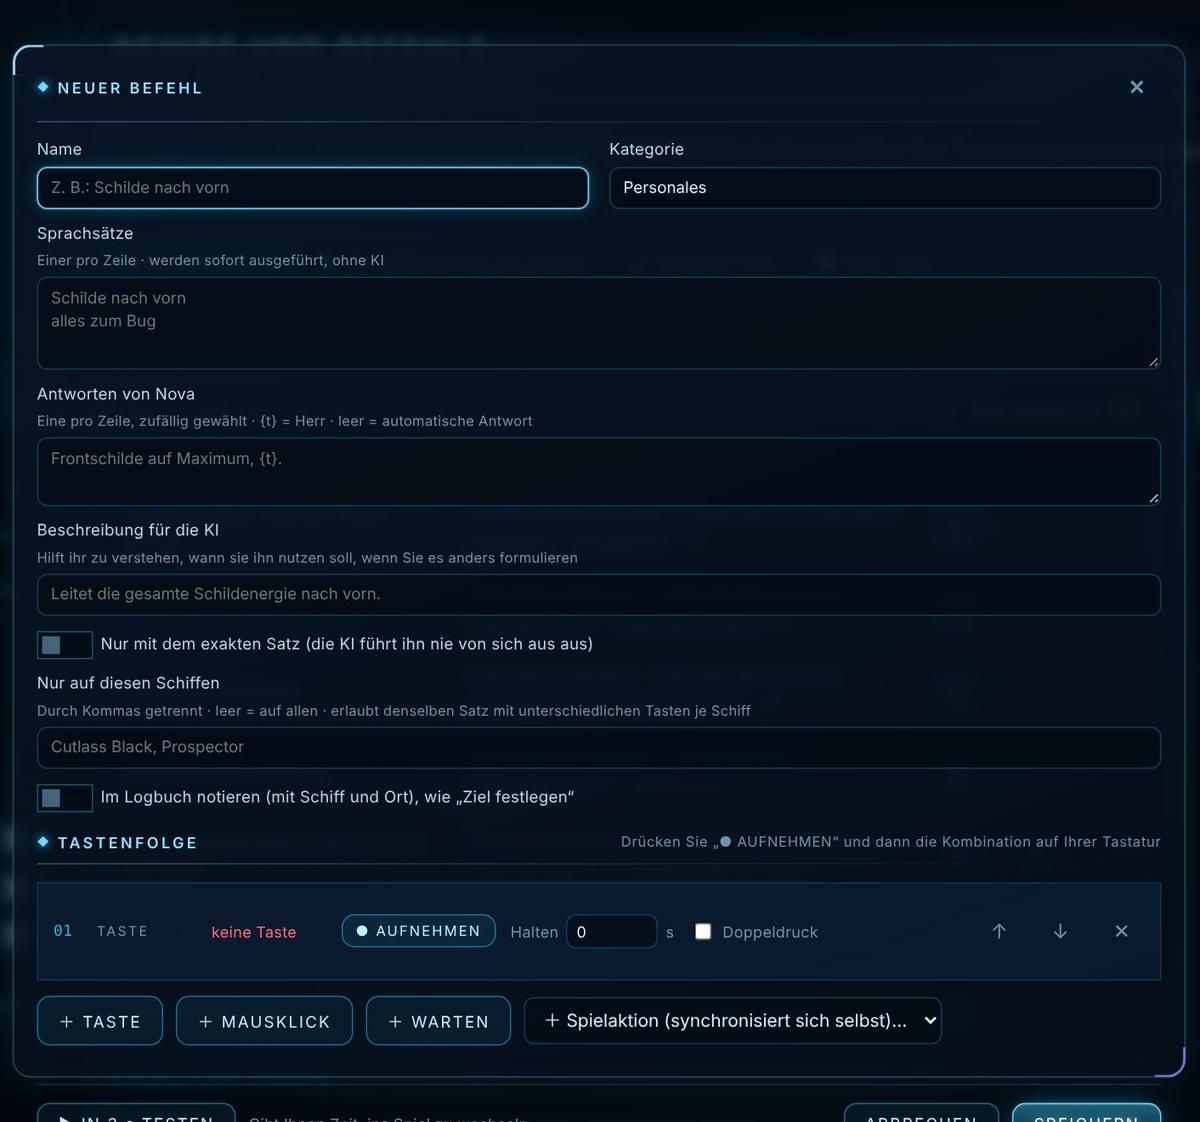 NEUER BEFEHL
Name
Kategorie
Z. B.: Schilde nach vorn
Personales
Sprachsätze
Einer pro Zeile · werden sofort ausgeführt, ohne KI
Schilde nach vorn
alles zum Bug
Antworten von Nova
Eine pro Zeile, zufällig gewählt · {t} = Herr · leer = automatische Antwort
Frontschilde auf Maximum, {t}.
Beschreibung für die KI
Hilft ihr zu verstehen, wann sie ihn nutzen soll, wenn Sie es anders formulieren
Leitet die gesamte Schildenergie nach vorn.
Nur mit dem exakten Satz (die KI führt ihn nie von sich aus aus)
Nur auf diesen Schiffen
Durch Kommas getrennt · leer = auf allen · erlaubt denselben Satz mit unterschiedlichen Tasten je Schiff
Cutlass Black, Prospector
Im Logbuch notieren (mit Schiff und Ort), wie „Ziel festlegen“
TASTENFOLGE
Drücken Sie „● AUFNEHMEN“ und dann die Kombination auf Ihrer Tastatur
01 TASTE keine Taste ● AUFNEHMEN Halten 0 s Doppeldruck ↑ ↓ ✕
+ TASTE + MAUSKLICK + WARTEN + Spielaktion (synchronisiert sich selbst)...
ABBRECHEN SPEICHERN